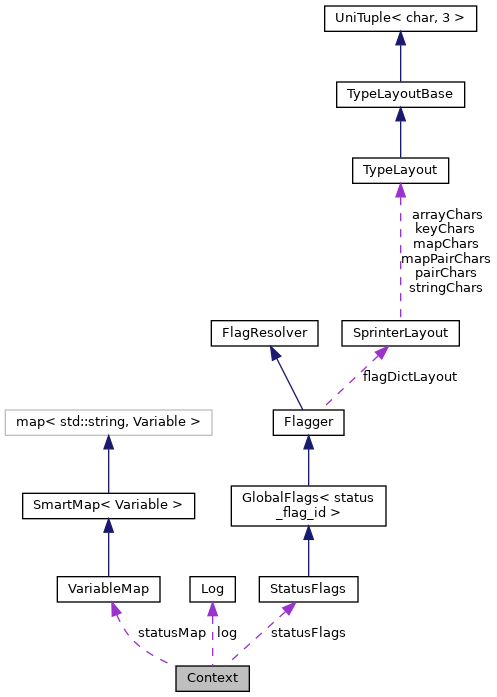 UniTuple< char, 3 >
TypeLayoutBase
TypeLayout
arrayChars
keyChars
mapChars
mapPairChars
pairChars
stringChars
FlagResolver
SprinterLayout
flagDictLayout
map< std::string, Variable >
Flagger
SmartMap< Variable >
GlobalFlags< status
_flag_id >
VariableMap
Log
StatusFlags
statusMap
log
statusFlags
Context